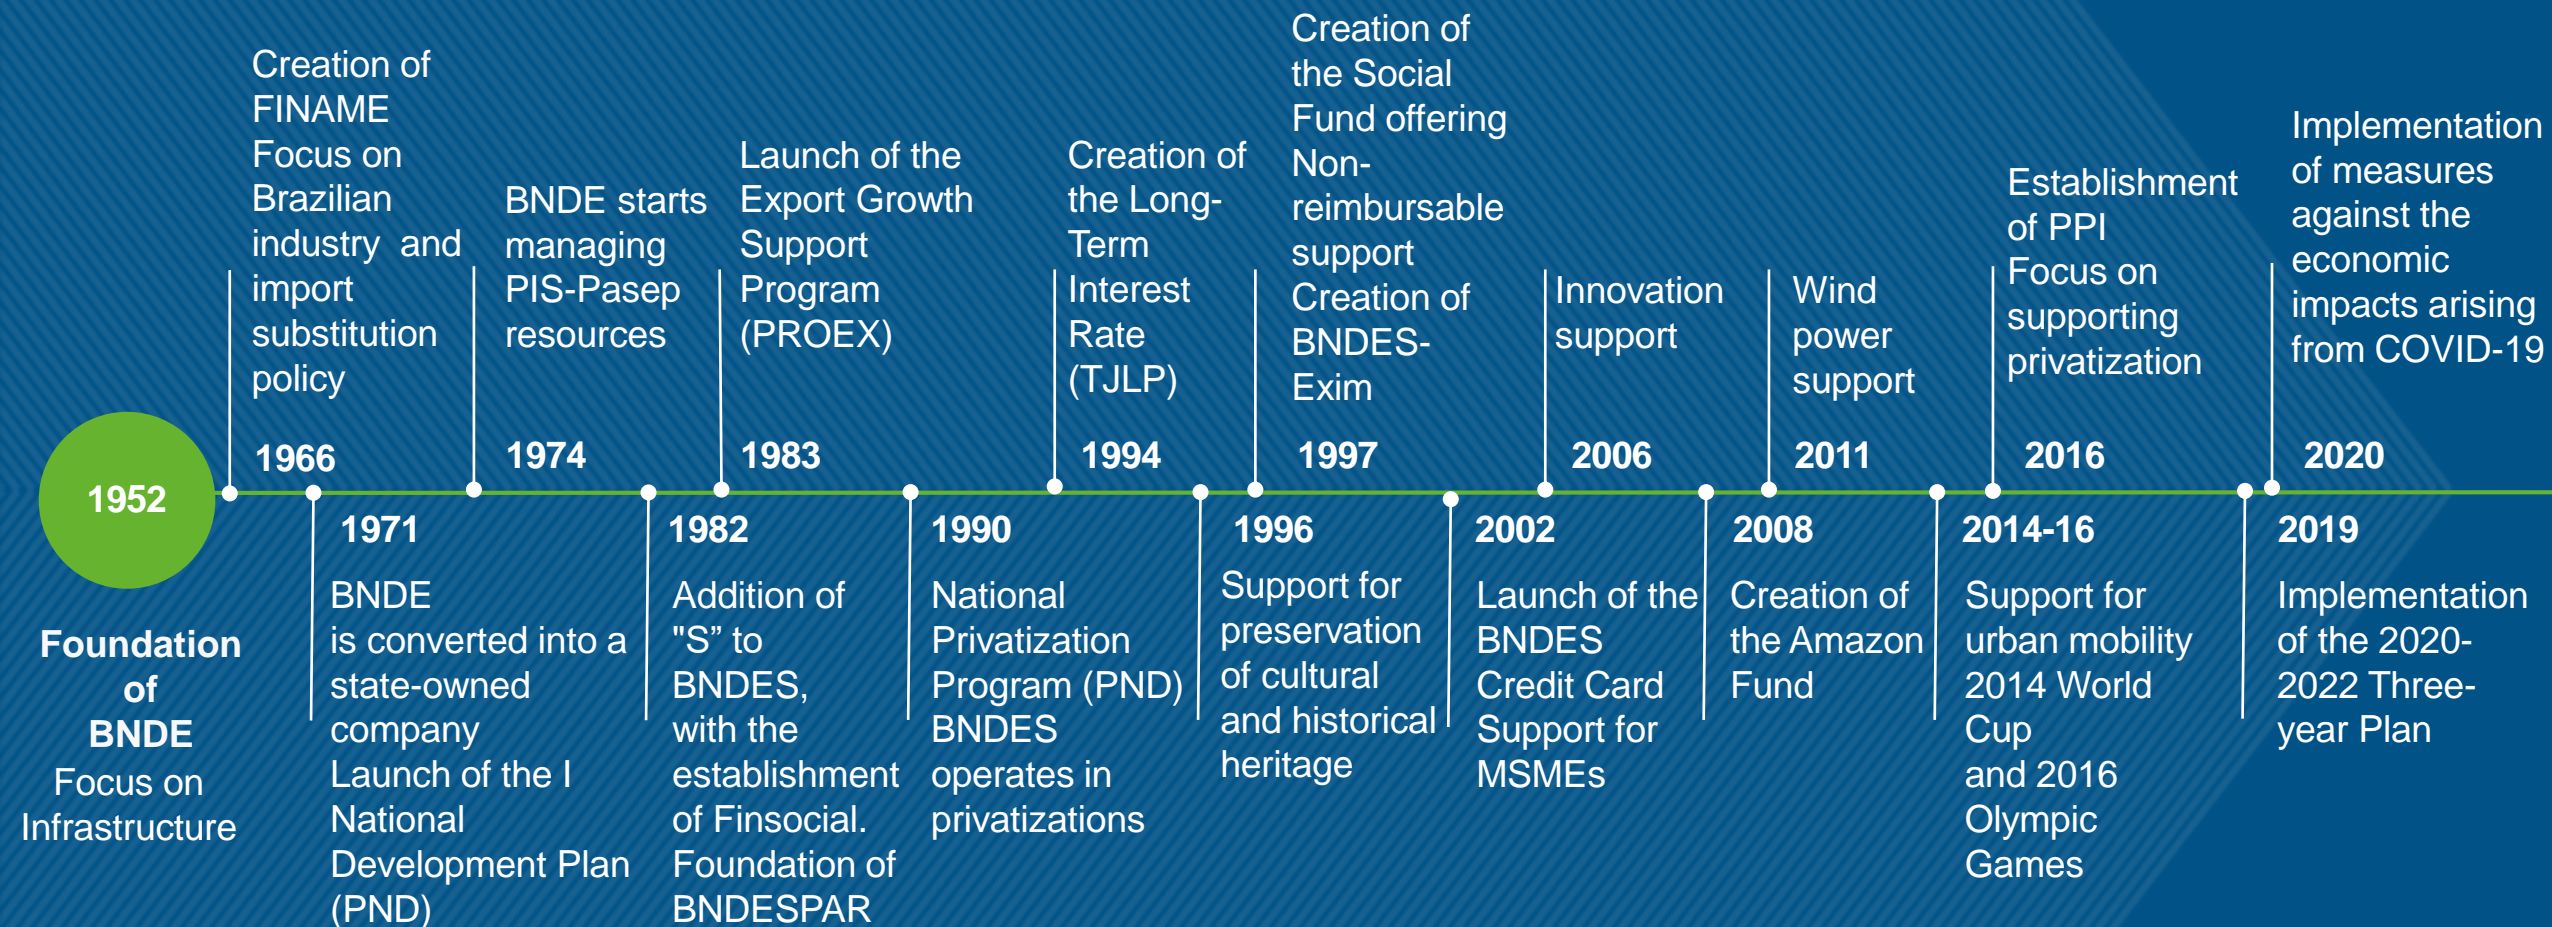 1952
Foundation
of
BNDE
Focus on
Infrastructure
Creation of
FINAME
Focus on
Brazilian
industry and
import
substitution
policy
1966
1971
BNDE
is converted into a
state-owned
company
Launch of the I
National
Development Plan
(PND)
BNDE starts
managing
PIS-Pasep
resources
1974
1982
Addition of
"S” to
BNDES,
with the
establishment
of Finsocial.
Foundation of
BNDESPAR
Launch of the
Export Growth
Support
Program
(PROEX)
1983
1990
National
Privatization
Program (PND)
BNDES
operates in
privatizations
Creation of
the Long-
Term
Interest
Rate
(TJLP)
1994
1996
Support for
preservation
of cultural
and historical
heritage
Creation of
the Social
Fund offering
Non-
reimbursable
support
Creation of
BNDES-
Exim
1997
2002
Launch of the
BNDES
Credit Card
Support for
MSMEs
Innovation
support
2006
2008
Creation of
the Amazon
Fund
Wind
power
support
2011
2014-16
Support for
urban mobility
2014 World
Cup
and 2016
Olympic
Games
Establishment
of PPI
Focus on
supporting
privatization
2016
2019
Implementation
of the 2020-
2022 Three-
year Plan
Implementation
of measures
against the
economic
impacts arising
from COVID-19
2020